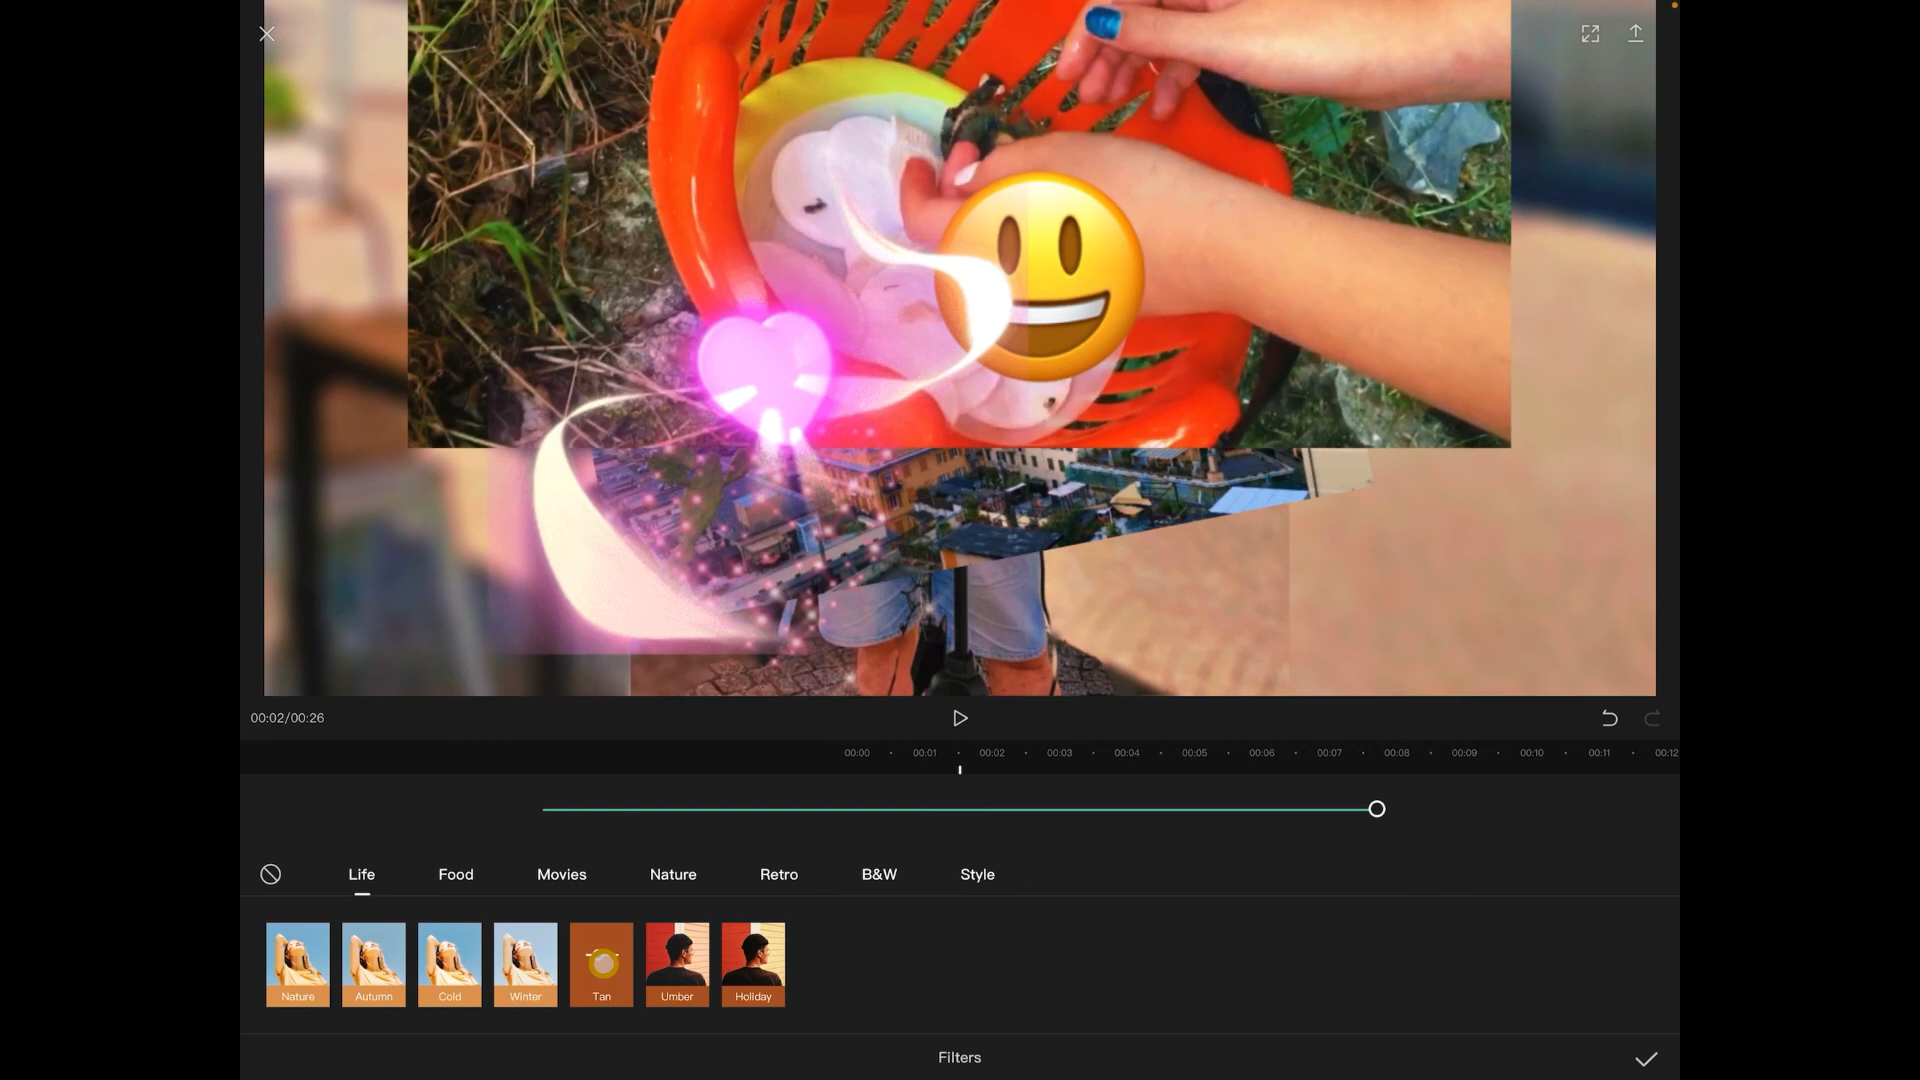 00:02/00:26
00:00 00:01 00:02 00:03 00:04 00:05 00:06 00:07 00:08 00:09 00:10 00:11 00:12
Life Food Movies Nature Retro B&W Style
Nature Autumn Cold Winter Tan Umber Holiday
Filters